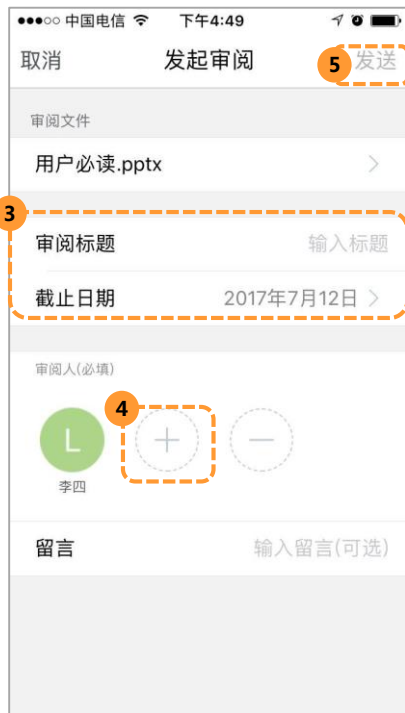 中国电信 下午4:49
取消 发起审阅 5 发送
审阅文件
用户必读.pptx
3
审阅标题 输入标题
截止日期 2017年7月12日
审阅人(必填)
4
L
李四
留言 输入留言(可选)